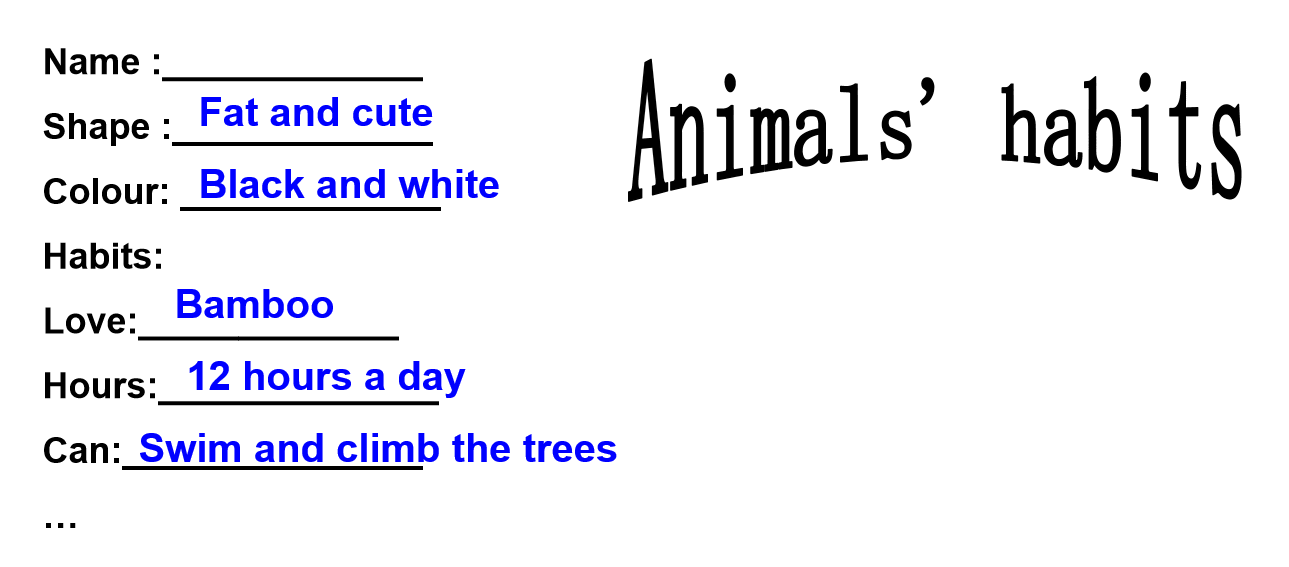 Name :____________
Shape : Fat and cute
Colour: Black and white
Habits:
Love: Bamboo
Hours: 12 hours a day
Can: Swim and climb the trees
…
Animals’ habits